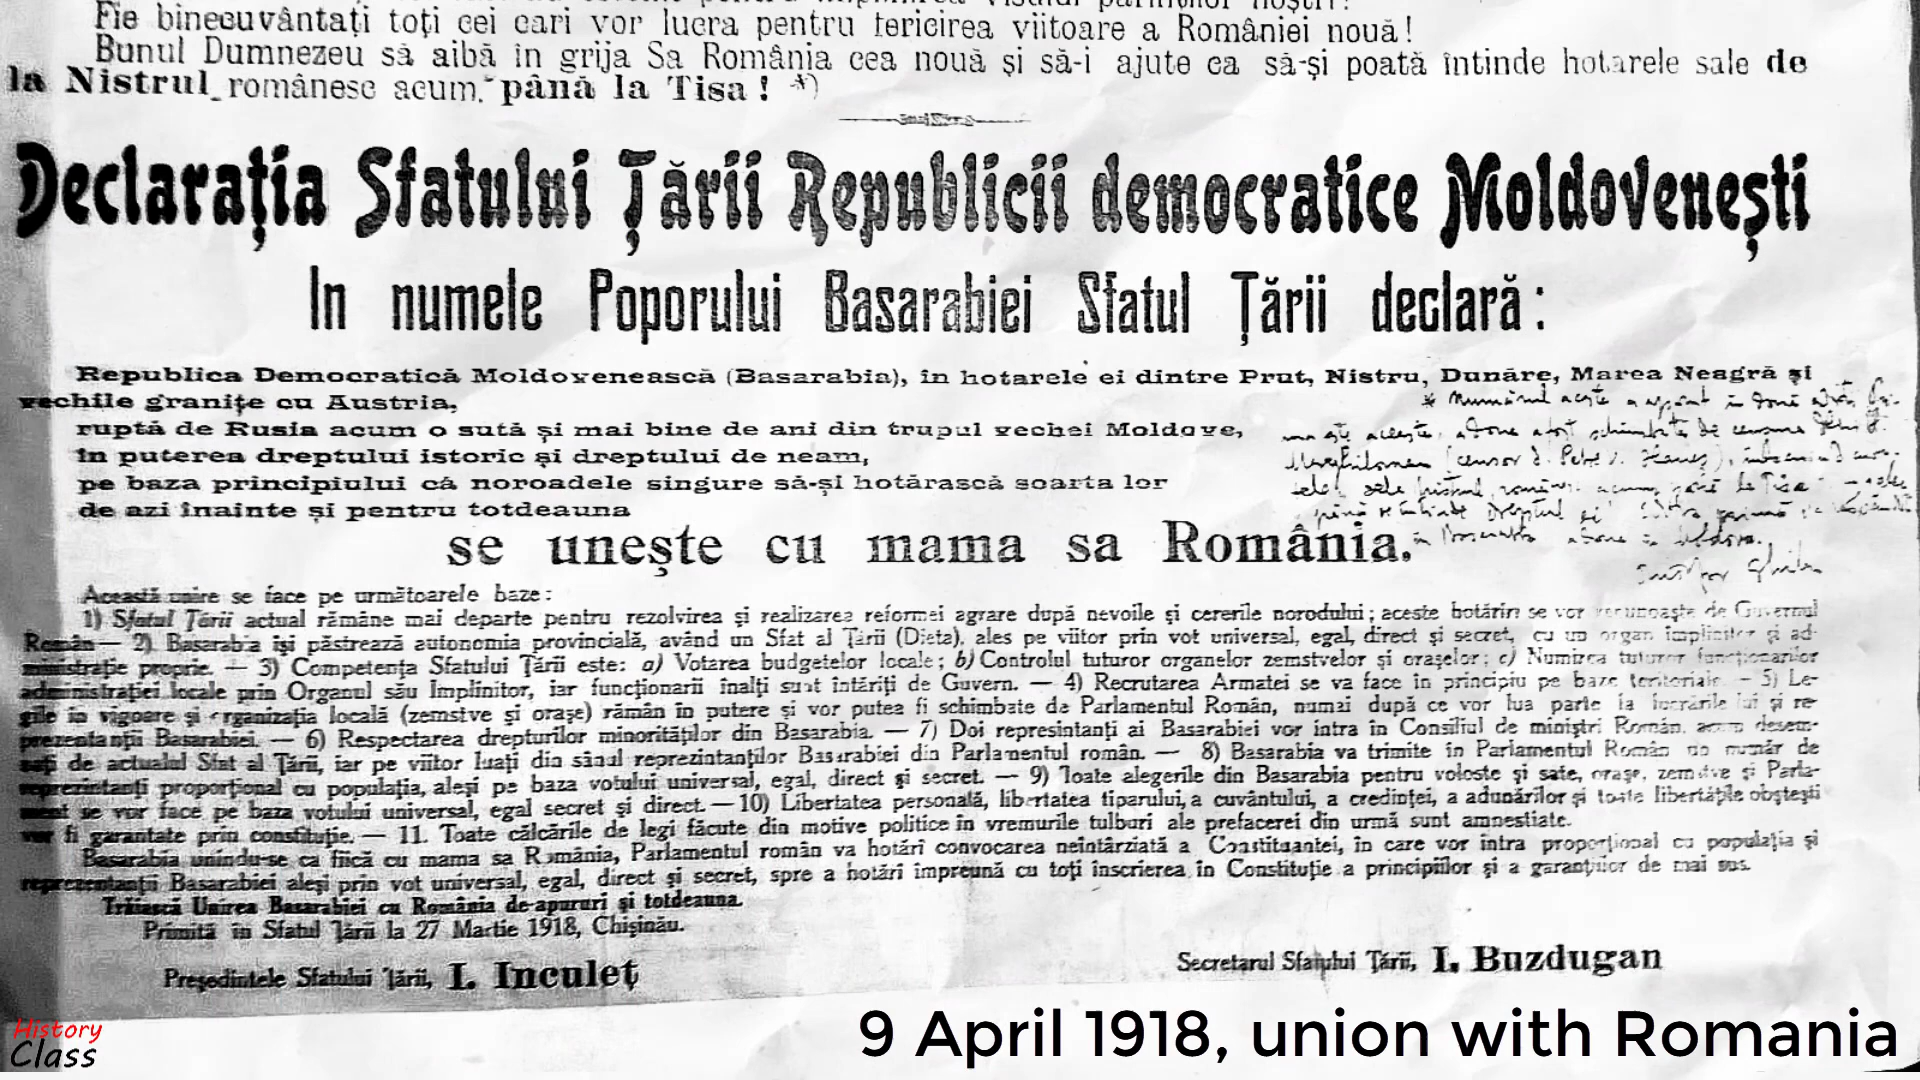 Fie binecuvântați toți cei cari vor lucra pentru fericirea viitoare a României nouă!
Bunul Dumnezeu să aibă în grija Sa România cea nouă și să-i ajute ca să-și poată întinde hotarele sale de
la Nistrul românesc acum, până la Tisa! *)
Declarația Sfatului Țării Republicii democratice Moldovenești
In numele Poporului Basarabiei Sfatul Țării declară:
Republica Democratică Moldovenească (Basarabia), în hotarele ei dintre Prut, Nistru, Dunăre, Marea Neagră și
vechile granițe cu Austria,
ruptă de Rusia acum o sută și mai bine de ani din trupul vechei Moldove,
în puterea dreptului istoric și dreptului de neam,
pe baza principiului că noroadele singure să-și hotărască soarta lor
de azi înainte și pentru totdeauna
se unește cu mama sa România.
Această unire se face pe următoarele baze:
1) Sfatul Țării actual rămâne mai departe pentru rezolvirea și realizarea reformei agrare după nevoile și cererile norodului; aceste hotăriri se vor recunoaște de Guvernul
Român— 2) Basarabia își păstrează autonomia provincială, având un Sfat al Țării (Dieta), ales pe viitor prin vot universal, egal, direct și secret, cu un organ împlinitor și ad-
ministrație proprie. — 3) Competența Sfatului Țării este: a) Votarea budgetelor locale; b) Controlul tuturor organelor zemstvelor și orașelor; c) Numirea tuturor funcționarilor
administrației locale prin Organul său împlinitor, iar funcționarii înalți sunt întăriți de Guvern. — 4) Recrutarea Armatei se va face în principiu pe baze teritoriale. — 5) Le-
gile în vigoare și organizația locală (zemstve și orașe) rămân în putere și vor putea fi schimbate de Parlamentul Român, numai după ce vor lua parte la lucrările lui și re-
prezentanții Basarabiei. — 6) Respectarea drepturilor minorităților din Basarabia. — 7) Doi represintanți ai Basarabiei vor intra în Consiliul de miniștri Român, acum desem-
nați de actualul Sfat al Țării, iar pe viitor luați din sânul reprezintanților Basarabiei din Parlamentul român. — 8) Basarabia va trimite în Parlamentul Român un număr de
reprezintanți proporțional cu populația, aleși pe baza votului universal, egal, direct și secret. — 9) Toate alegerile din Basarabia pentru voloste și sate, orașe, zemstve și Parla-
ment se vor face pe baza votului universal, egal secret și direct. — 10) Libertatea personală, libertatea tiparului, a cuvântului, a credinței, a adunărilor și toate libertățile obștești
vor fi garantate prin constituție. — 11. Toate călcările de legi făcute din motive politice în vremurile tulburi ale prefacerei din urmă sunt amnestiate.
Basarabia unindu-se ca fiică cu mama sa România, Parlamentul român va hotărî convocarea neîntârziată a Constituantei, în care vor intra proporțional cu populația și
reprezentanții Basarabiei aleși prin vot universal, egal, direct și secret, spre a hotărî împreună cu toți înscrierea în Constituție a principiilor și a garanțiilor de mai sus.
Trăiască Unirea Basarabiei cu România de-apururi și totdeauna.
Primită în Sfatul Țării la 27 Martie 1918, Chișinău.
Președintele Sfatului Țării, I. Inculeț
Secretarul Sfatului Țării, I. Buzdugan
9 April 1918, union with Romania
History
Class